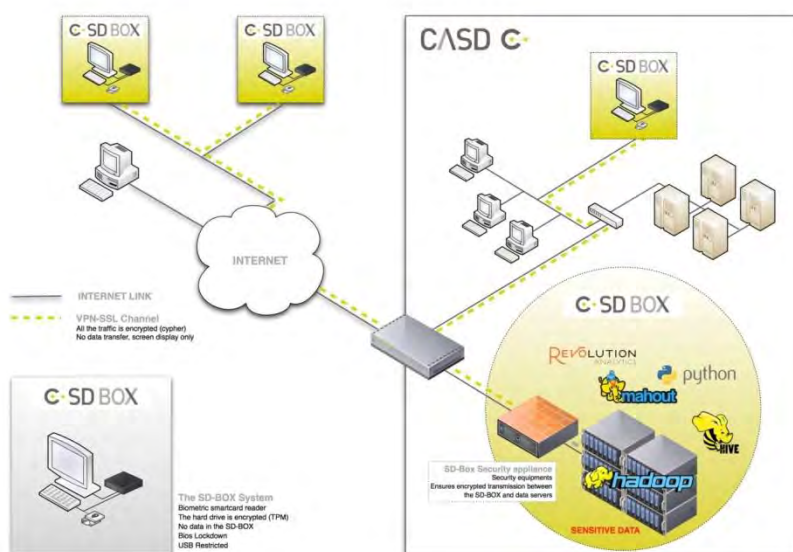 C·SD BOX
C·SD BOX
CASD C·
C·SD BOX
INTERNET
INTERNET LINK
VPN-SSL Channel
All the traffic is encrypted (cypher)
No data transfer, screen display only
C·SD BOX
REVOLUTION
ANALYTICS
python
mahout
HIVE
SD-Box Security appliance
Security equipments
Ensures encrypted transmission between
the SD-BOX and data servers
hadoop
SENSITIVE DATA
C·SD BOX
The SD-BOX System
Biometric smartcard reader
The hard drive is encrypted (TPM)
No data in the SD-BOX
Bios Lockdown
USB Restricted